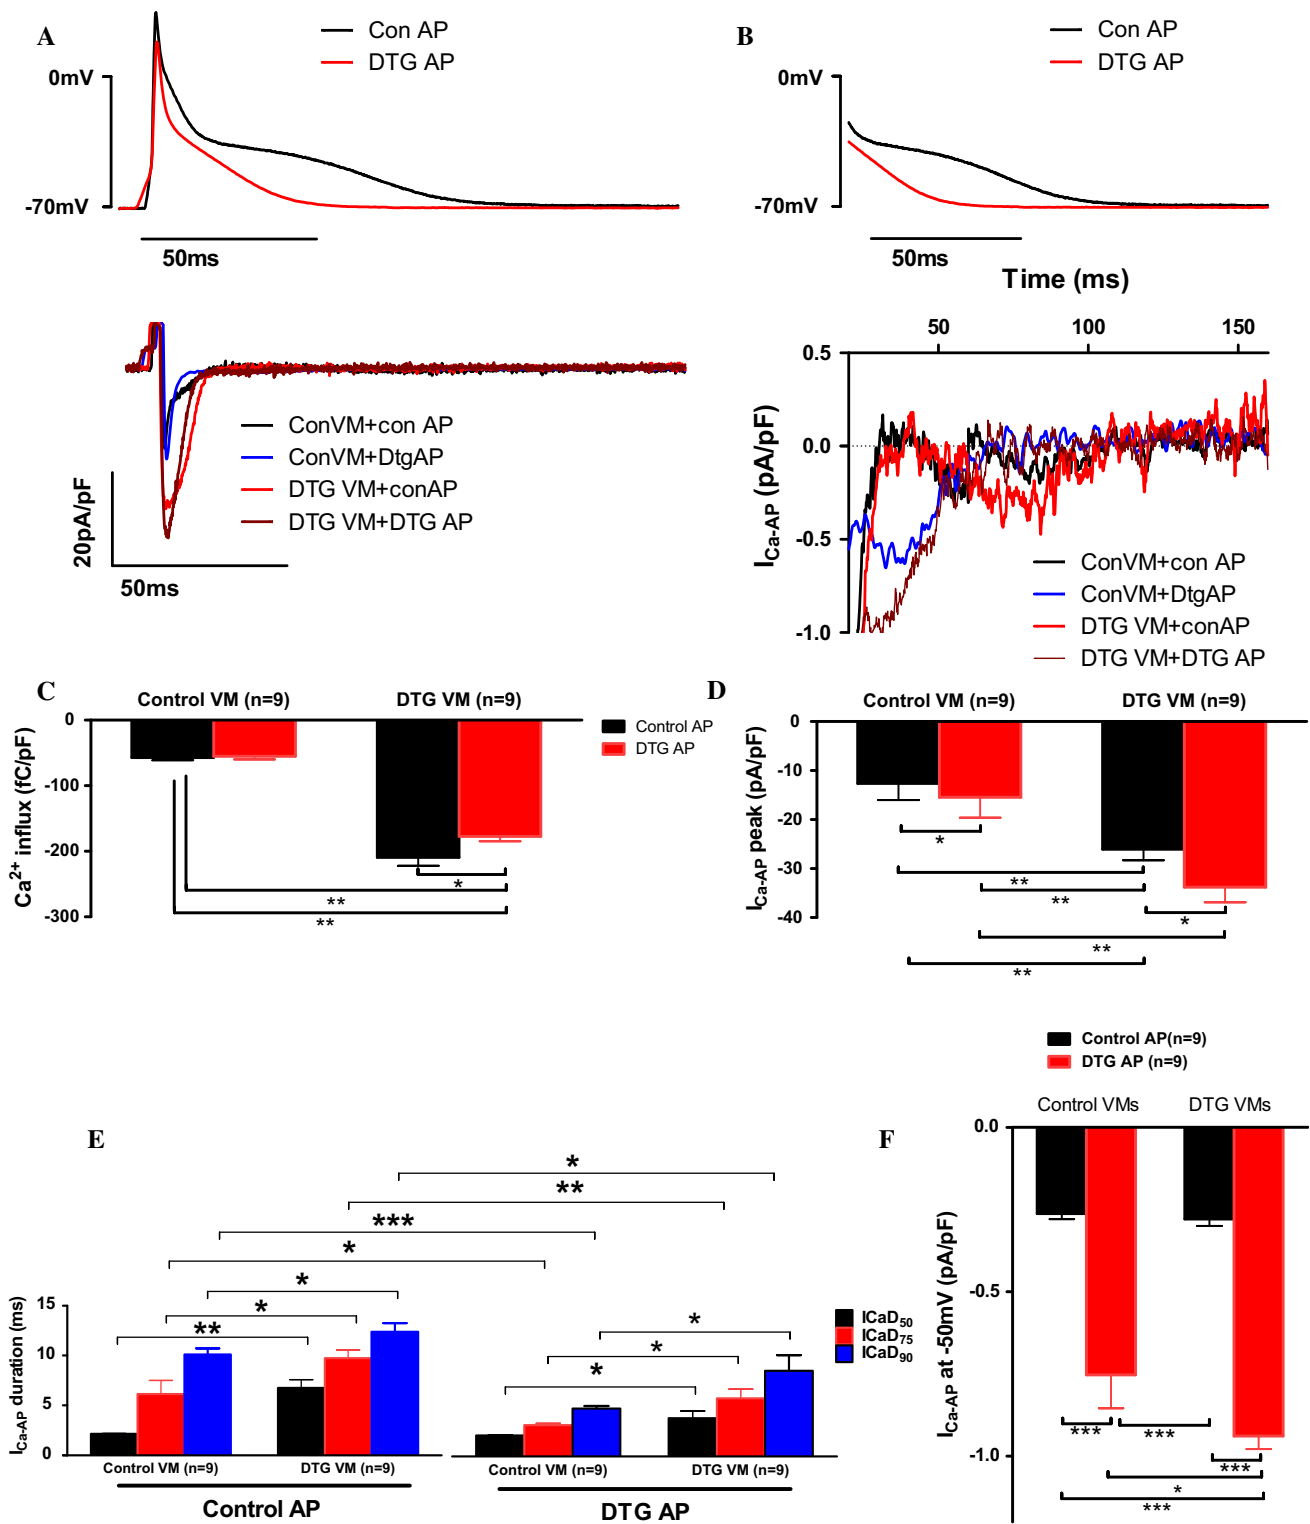 A
Con AP
DTG AP
0mV
-70mV
50ms
ConVM+con AP
ConVM+DtgAP
DTG VM+conAP
DTG VM+DTG AP
20pA/pF
50ms
B
Con AP
DTG AP
0mV
-70mV
50ms
Time (ms)
50 100 150
0.5
0.0
-0.5
-1.0
I_Ca-AP (pA/pF)
ConVM+con AP
ConVM+DtgAP
DTG VM+conAP
DTG VM+DTG AP
C
Control VM (n=9) DTG VM (n=9)
0
-100
-200
-300
Ca2+ influx (fC/pF)
Control AP
DTG AP
*
**
**
D
Control VM (n=9) DTG VM (n=9)
0
-10
-20
-30
-40
I_Ca-AP peak (pA/pF)
*
**
**
*
**
**
E
*
**
***
*
*
*
**
*
*
*
15
10
5
0
I_Ca-AP duration (ms)
ICaD50
ICaD75
ICaD90
Control VM (n=9) DTG VM (n=9) Control VM (n=9) DTG VM (n=9)
Control AP DTG AP
F
Control AP(n=9)
DTG AP (n=9)
Control VMs DTG VMs
0.0
-0.5
-1.0
I_Ca-AP at -50mV (pA/pF)
*** ***
***
*
***